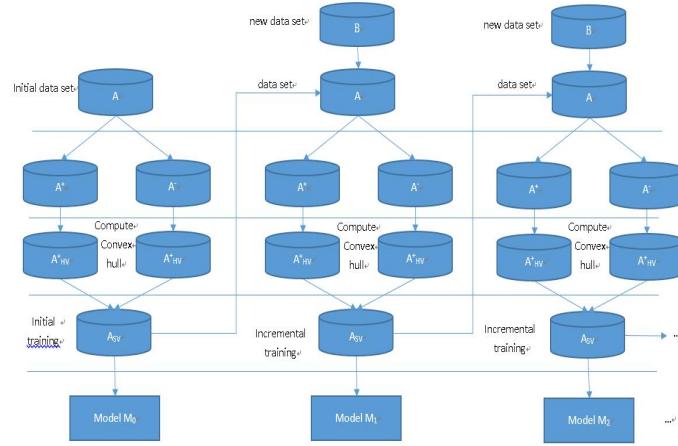 new data set
B
new data set
B
Initial data set
A
data set
A
data set
A
A⁺
A⁻
A⁺
A⁻
A⁺
A⁻
Compute
Convex
hull
Compute
Convex
hull
Compute
Convex
hull
A⁺HV
A⁺HV
A⁺HV
A⁺HV
A⁺HV
A⁺HV
Initial
training
ASV
Incremental
training
ASV
Incremental
training
ASV
...
Model M₀
Model M₁
Model M₂
...